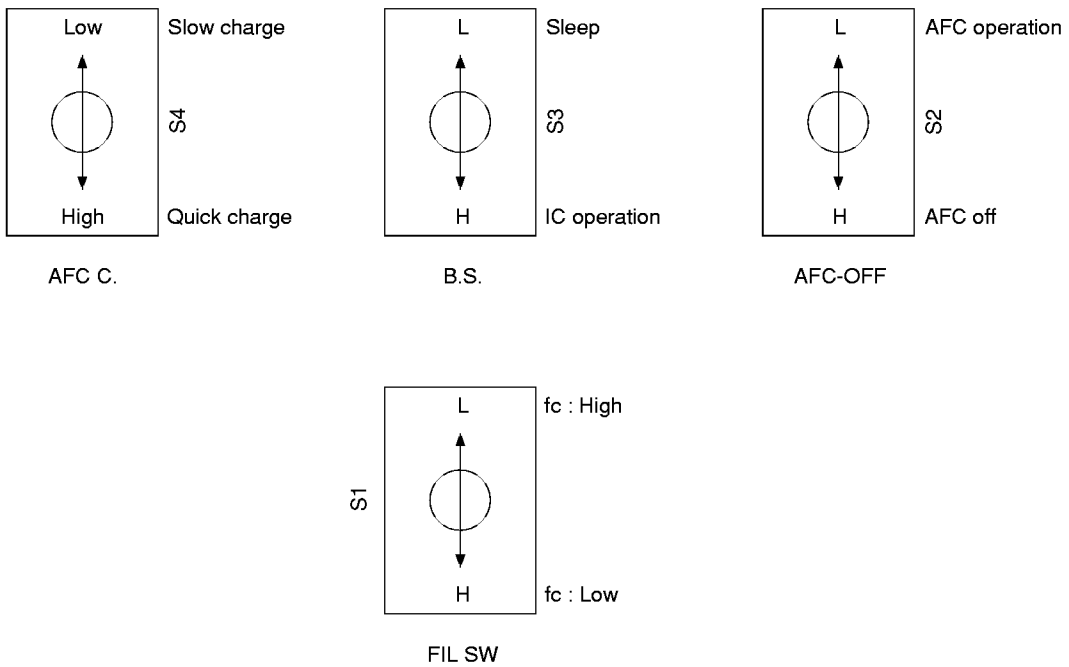 Low
Slow charge
S4
High
Quick charge
AFC C.
L
Sleep
S3
H
IC operation
B.S.
L
AFC operation
S2
H
AFC off
AFC-OFF
L
fc : High
S1
H
fc : Low
FIL SW